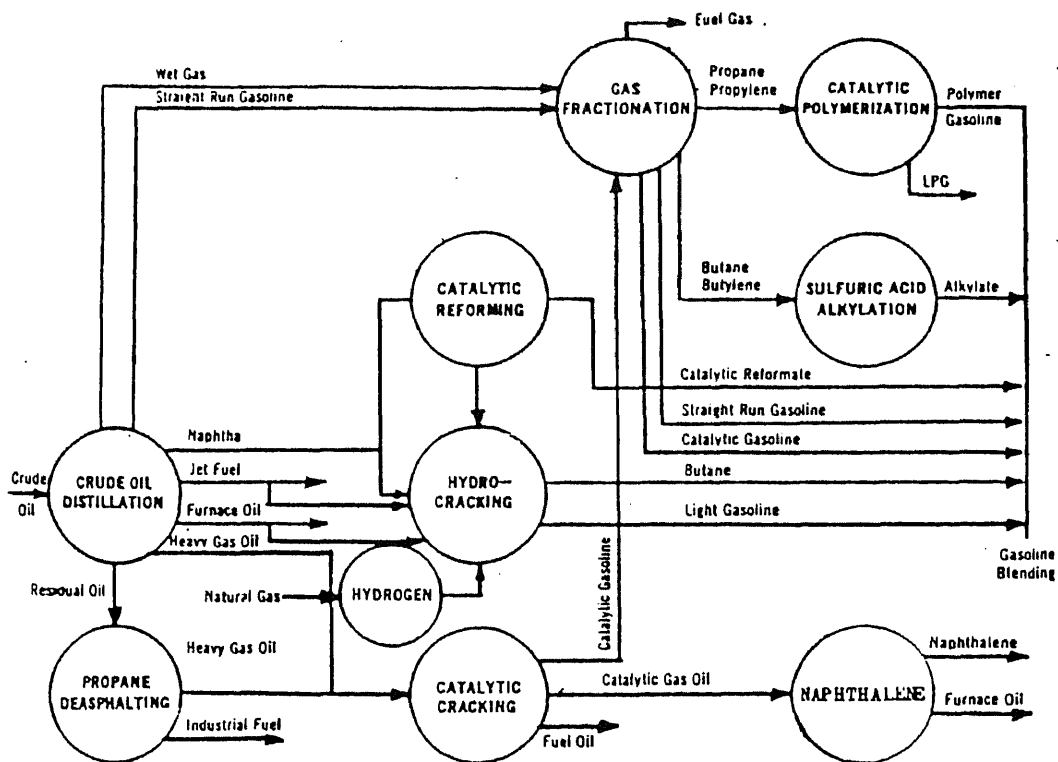 Fuel Gas
Wet Gas
Straight Run Gasoline
GAS
FRACTIONATION
Propane
Propylene
CATALYTIC
POLYMERIZATION
Polymer
Gasoline
LPG
CATALYTIC
REFORMING
Butane
Butylene
SULFURIC ACID
ALKYLATION
Alkylate
Catalytic Reformate
Straight Run Gasoline
Catalytic Gasoline
Butane
Light Gasoline
Gasoline
Blending
Crude
Oil
CRUDE OIL
DISTILLATION
Naphtha
Jet Fuel
Furnace Oil
Heavy Gas Oil
HYDRO-
CRACKING
Residual Oil
Natural Gas
HYDROGEN
Catalytic Gasoline
PROPANE
DEASPHALTING
Heavy Gas Oil
Industrial Fuel
CATALYTIC
CRACKING
Catalytic Gas Oil
Fuel Oil
NAPHTHALENE
Naphthalene
Furnace Oil